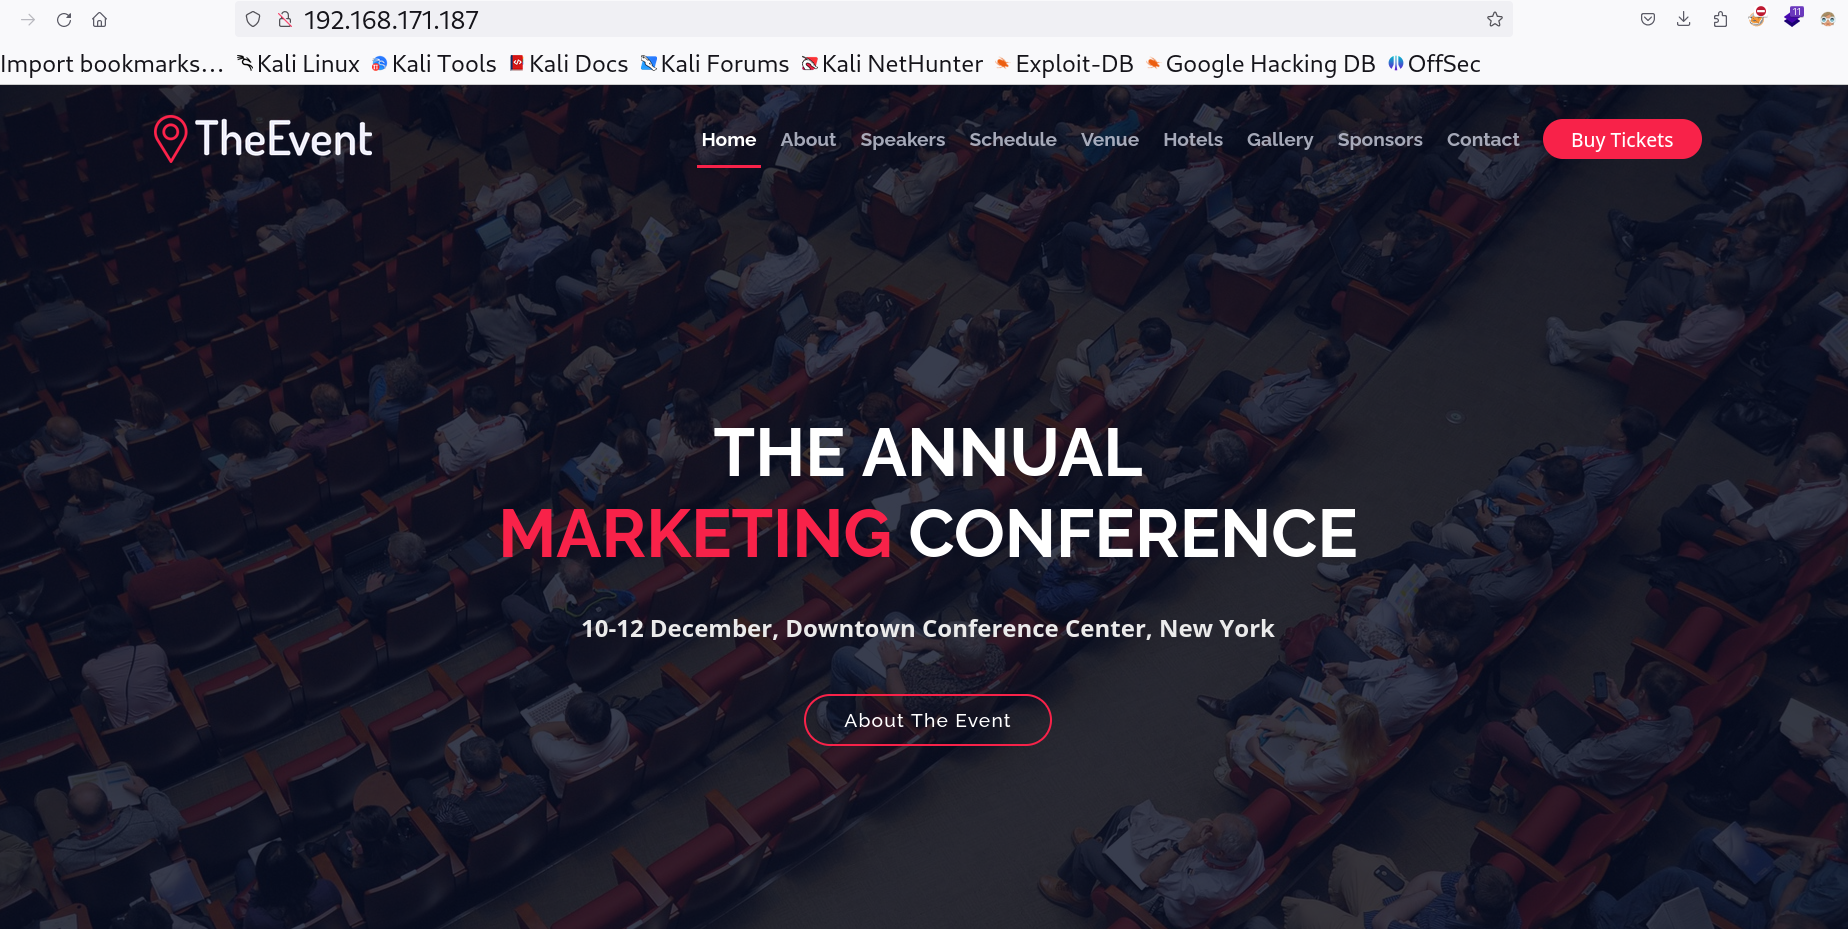 192.168.171.187
11
Import bookmarks... Kali Linux Kali Tools Kali Docs Kali Forums Kali NetHunter Exploit-DB Google Hacking DB OffSec
TheEvent Home About Speakers Schedule Venue Hotels Gallery Sponsors Contact Buy Tickets
THE ANNUAL
MARKETING CONFERENCE
10-12 December, Downtown Conference Center, New York
About The Event